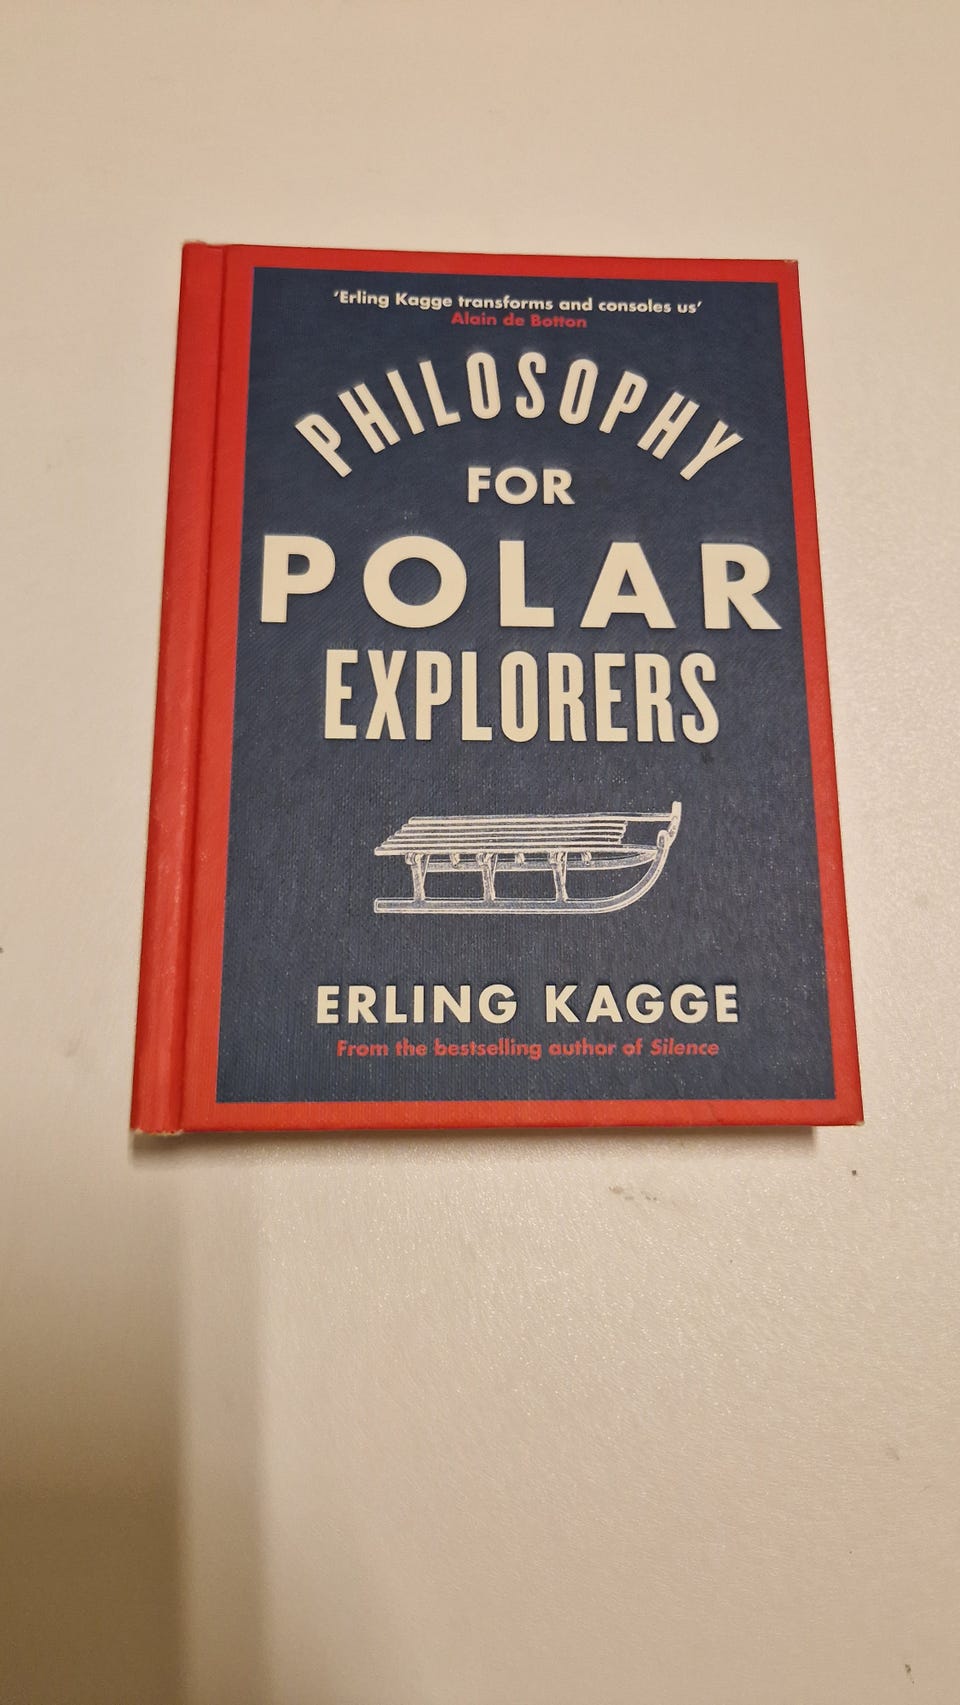 'Erling Kagge transforms and consoles us'
Alain de Botton
PHILOSOPHY
FOR
POLAR
EXPLORERS
ERLING KAGGE
From the bestselling author of Silence